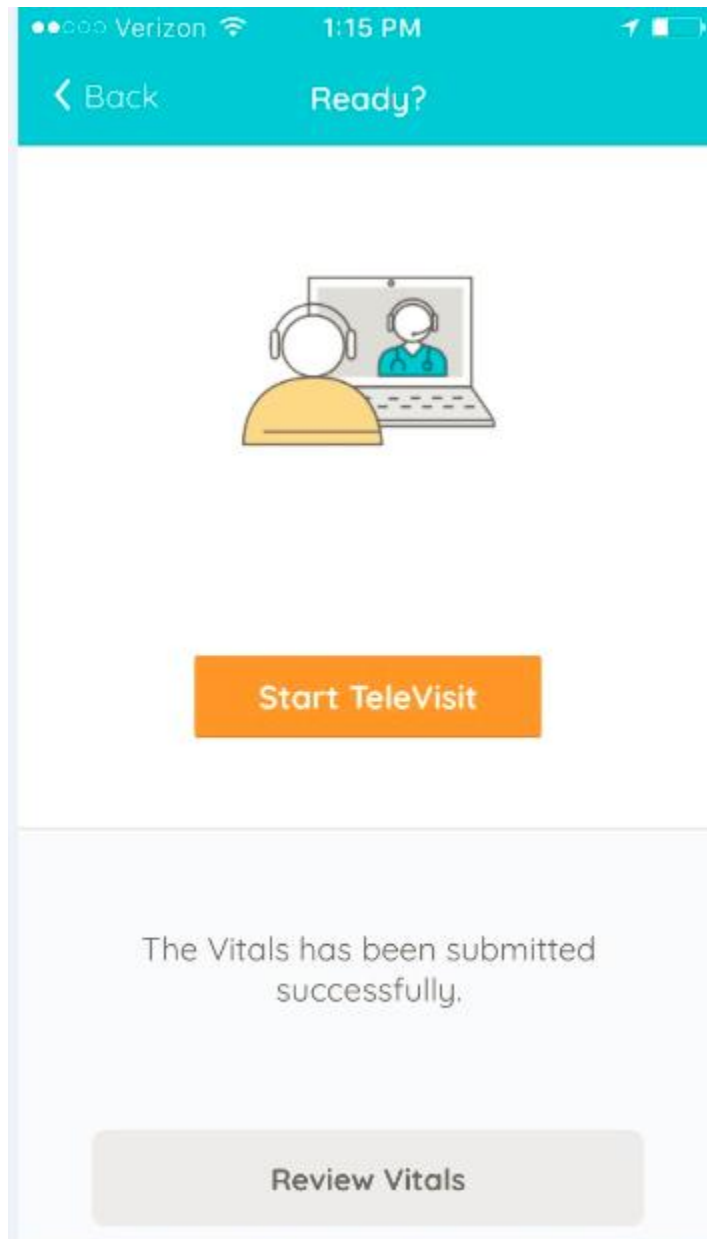 Verizon 1:15 PM
Back Ready?
Start TeleVisit
The Vitals has been submitted
successfully.
Review Vitals